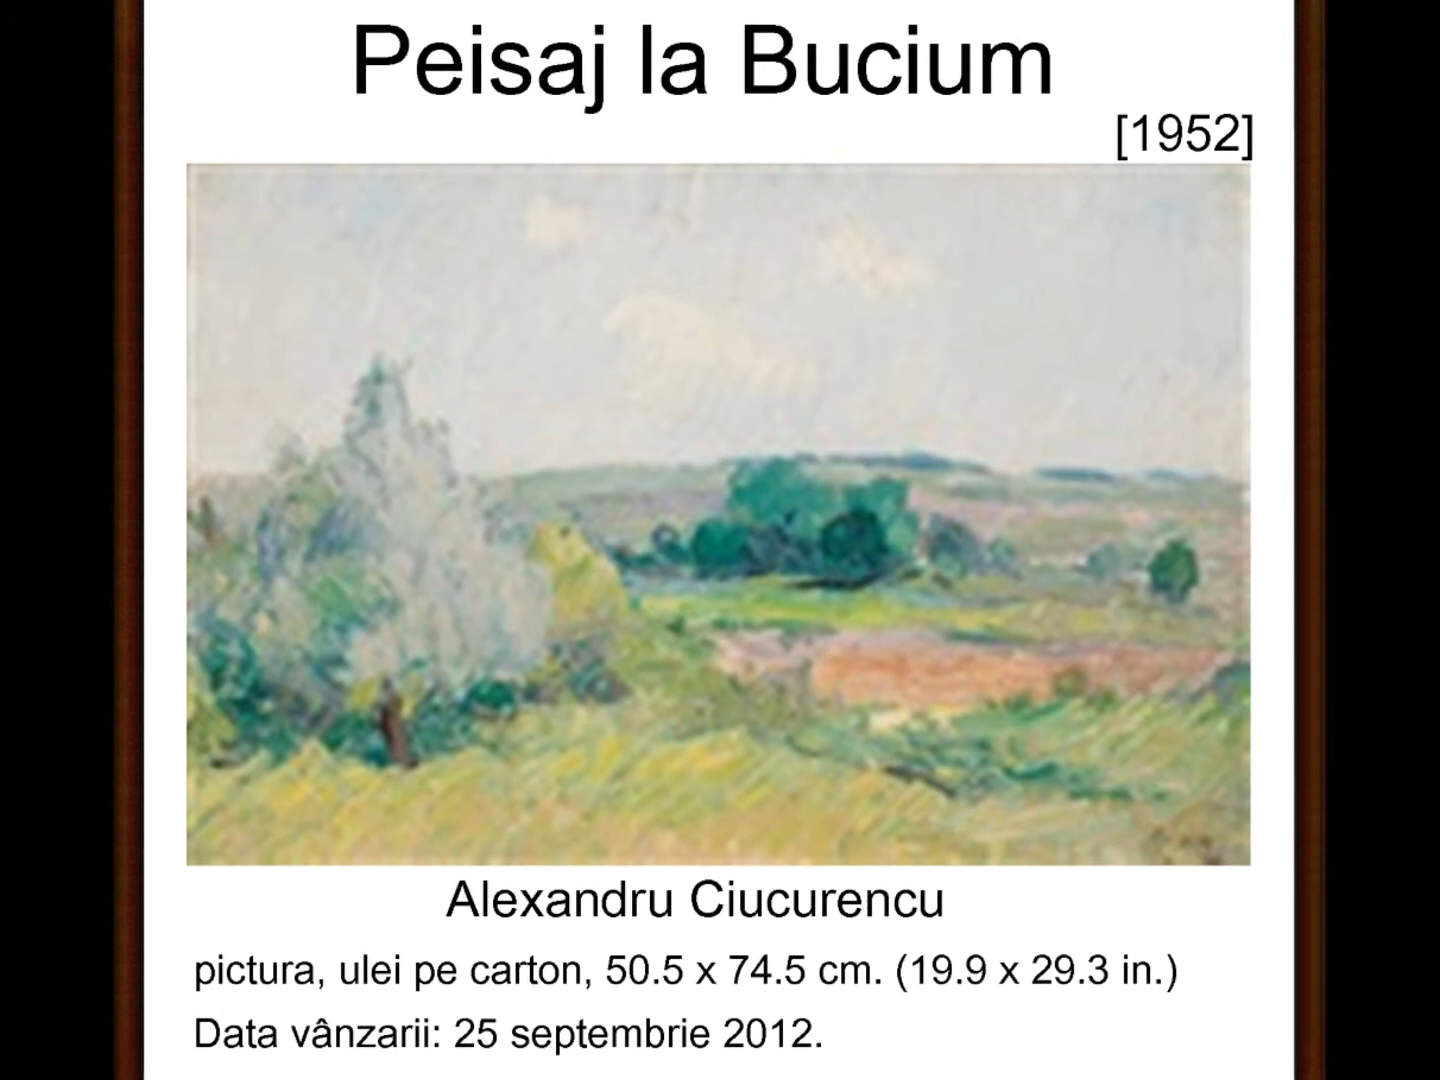 Peisaj la Bucium
[1952]
Alexandru Ciucurencu
pictura, ulei pe carton, 50.5 x 74.5 cm. (19.9 x 29.3 in.)
Data vânzarii: 25 septembrie 2012.